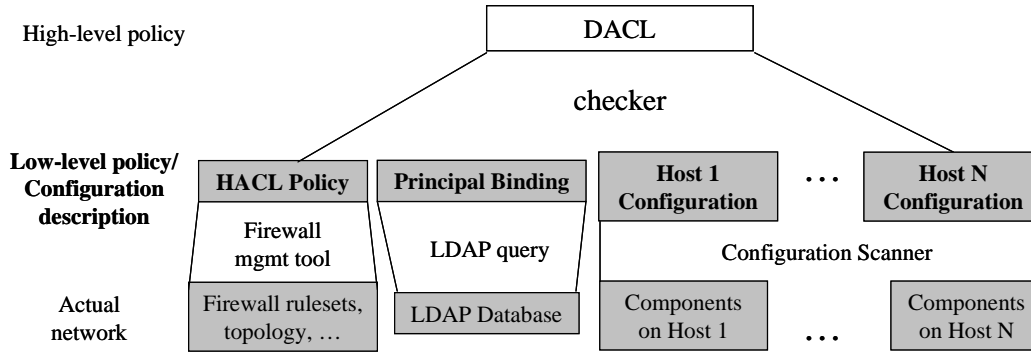 High-level policy
DACL
checker
Low-level policy/
Configuration
description
HACL Policy
Principal Binding
Host 1
Configuration
...
Host N
Configuration
Firewall
mgmt tool
LDAP query
Configuration Scanner
Actual
network
Firewall rulesets,
topology, ...
LDAP Database
Components
on Host 1
...
Components
on Host N